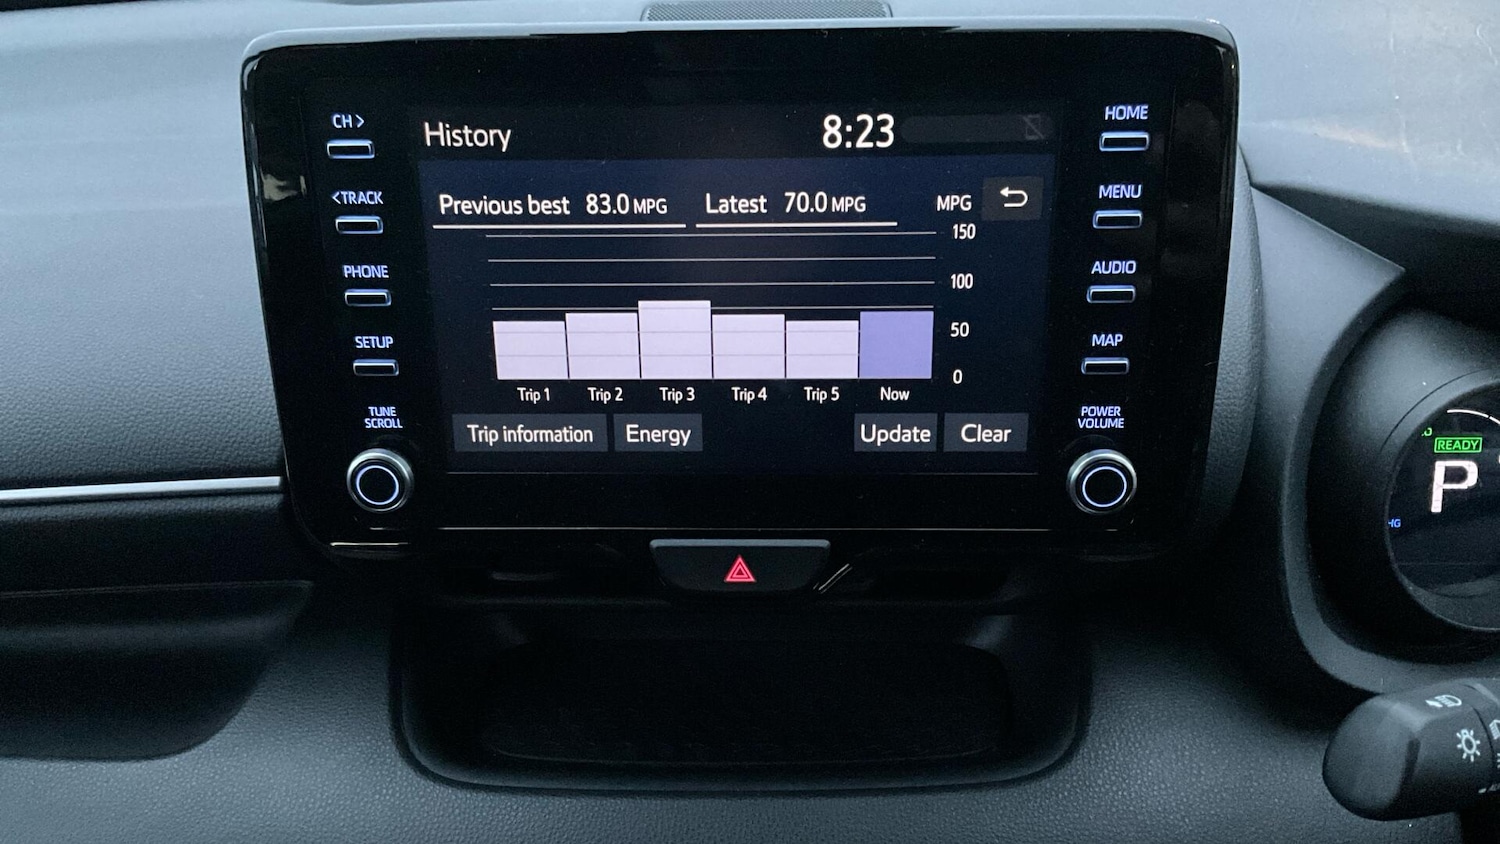 CH >
<TRACK
PHONE
SETUP
TUNE
SCROLL
History
8:23
Previous best 83.0 MPG
Latest 70.0 MPG
MPG
150
100
50
0
Trip 1 Trip 2 Trip 3 Trip 4 Trip 5 Now
Trip information
Energy
Update
Clear
HOME
MENU
AUDIO
MAP
POWER
VOLUME
READY
P